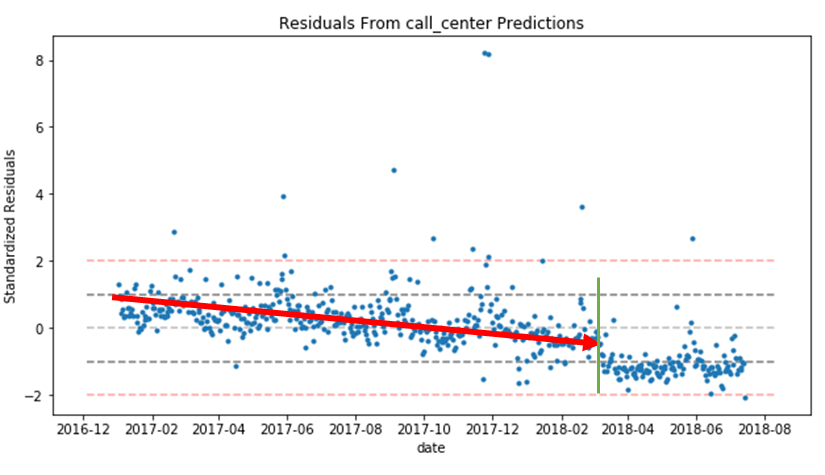 Residuals From call_center Predictions
Standardized Residuals
8
6
4
2
0
−2
2016-12 2017-02 2017-04 2017-06 2017-08 2017-10 2017-12 2018-02 2018-04 2018-06 2018-08
date